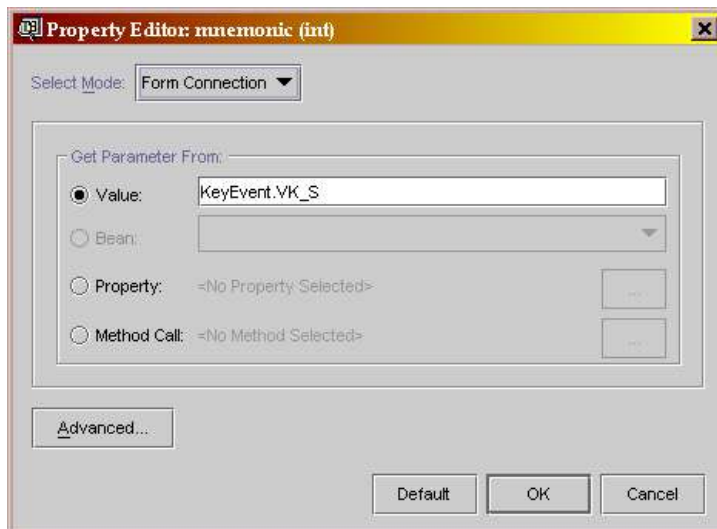 Property Editor: mnemonic (int)
Select Mode: Form Connection
Get Parameter From:
Value: KeyEvent.VK_S
Bean:
Property: <No Property Selected> ...
Method Call: <No Method Selected> ...
Advanced...
Default OK Cancel